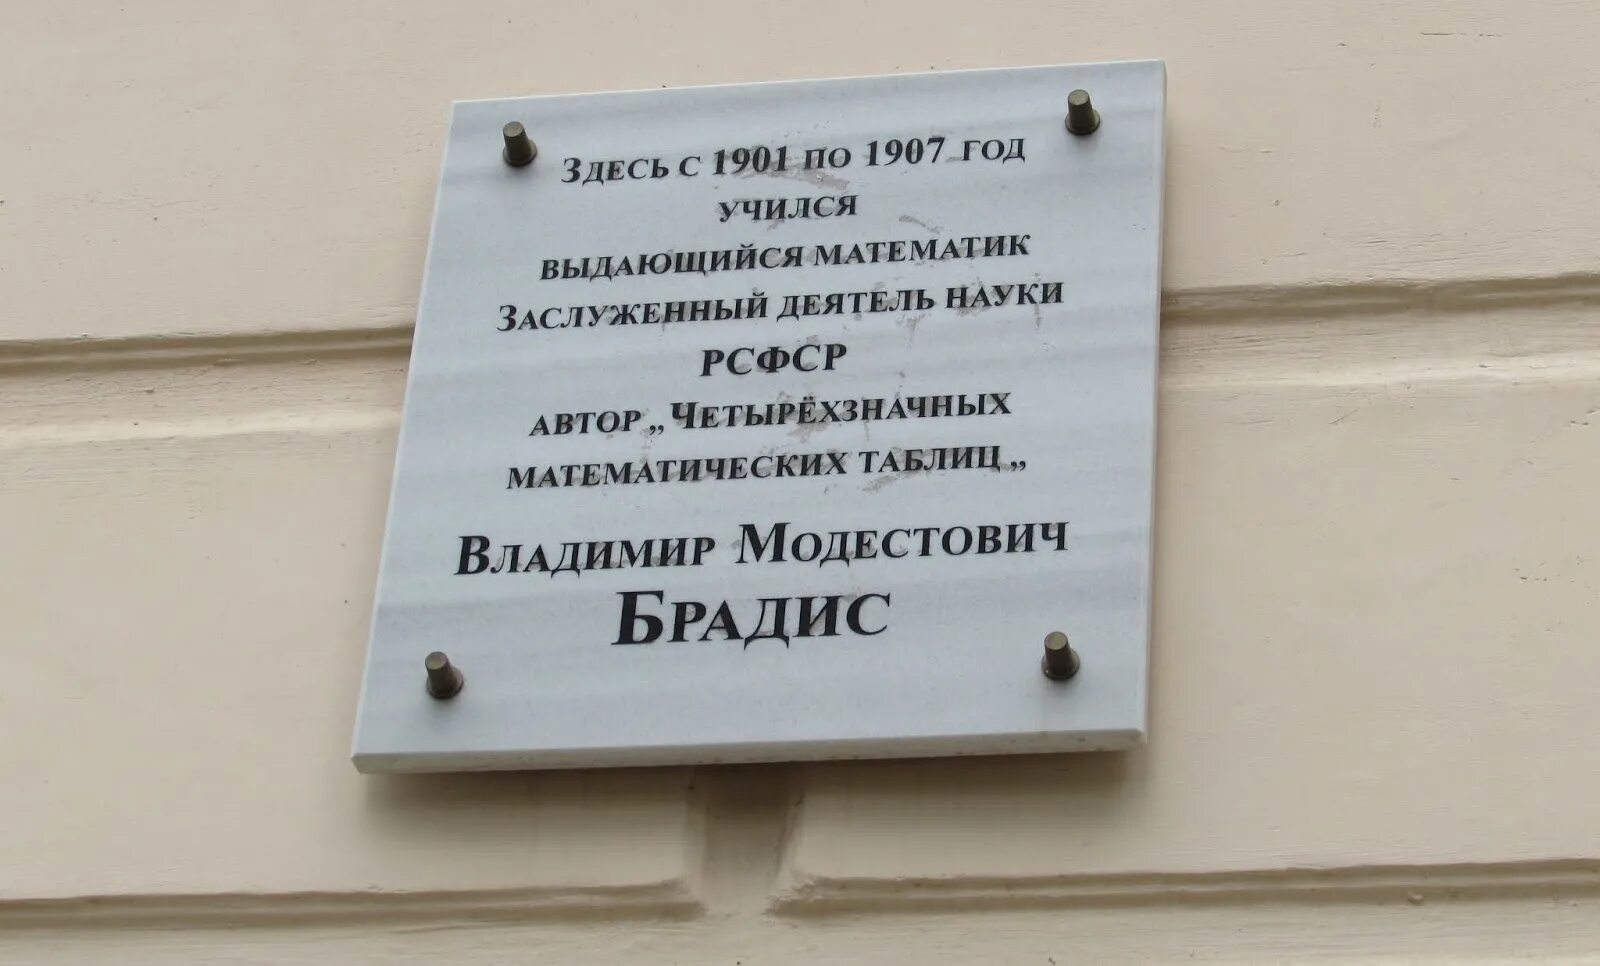 Здесь с 1901 по 1907 год
учился
выдающийся математик
Заслуженный деятель науки
РСФСР
автор „Четырёхзначных
математических таблиц„
Владимир Модестович
Брадис